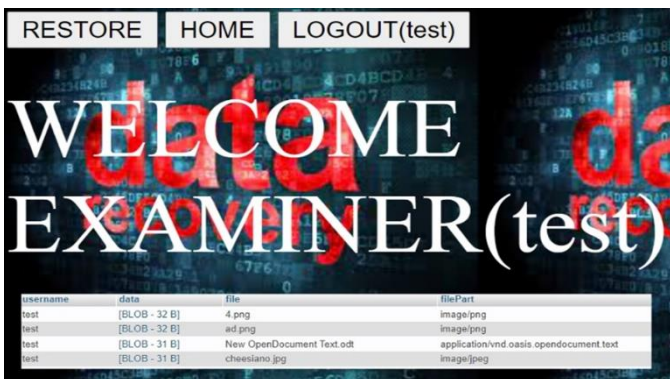 RESTORE HOME LOGOUT(test)
WELCOME
data
EXAMINER(test)
recovery
username data file filePart
test [BLOB - 32 B] 4.png image/png
test [BLOB - 32 B] ad.png image/png
test [BLOB - 31 B] New OpenDocument Text.odt application/vnd.oasis.opendocument.text
test [BLOB - 31 B] cheesiano.jpg image/jpeg